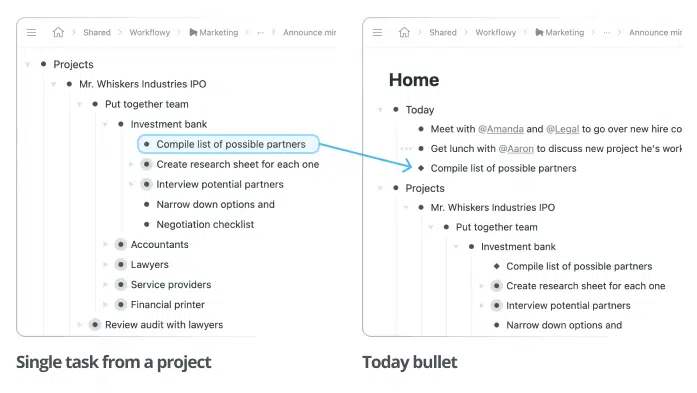 Shared Workflowy Marketing ... Announce
Projects
Mr. Whiskers Industries IPO
Put together team
Investment bank
Compile list of possible partners
Create research sheet for each one
Interview potential partners
Narrow down options and
Negotiation checklist
Accountants
Lawyers
Service providers
Financial printer
Review audit with lawyers
Single task from a project
Shared Workflowy Marketing ... Announce
Home
Today
Meet with @Amanda and @Legal to go over new hire
Get lunch with @Aaron to discuss new project he's
Compile list of possible partners
Projects
Mr. Whiskers Industries IPO
Put together team
Investment bank
Compile list of possible partners
Create research sheet for each one
Interview potential partners
Narrow down options and
Today bullet